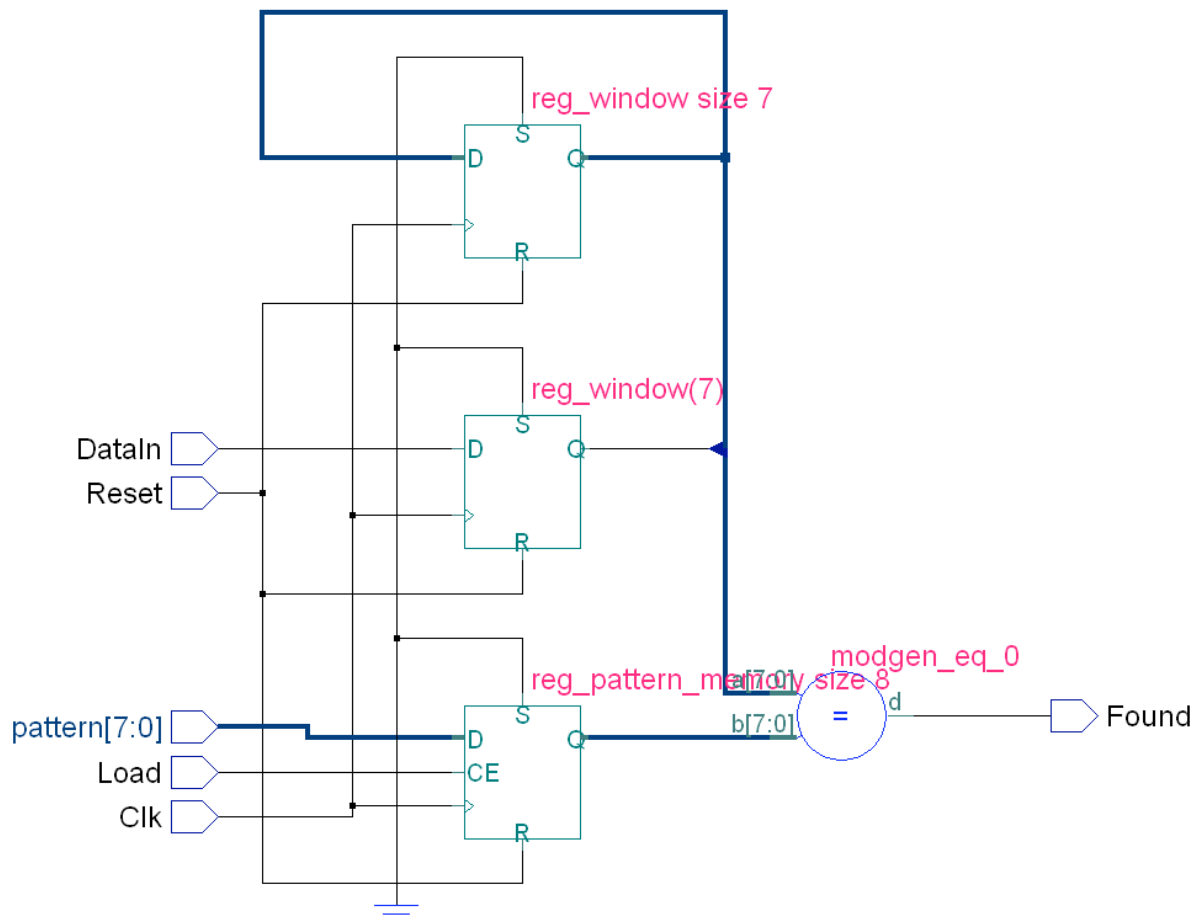 reg_window size 7
S
D
Q
R
reg_window(7)
S
DataIn
D
Q
Reset
R
modgen_eq_0
reg_pattern_memory size 8
a[7:0]
S
d
pattern[7:0]
D
Q
b[7:0]
=
Found
Load
CE
Clk
R